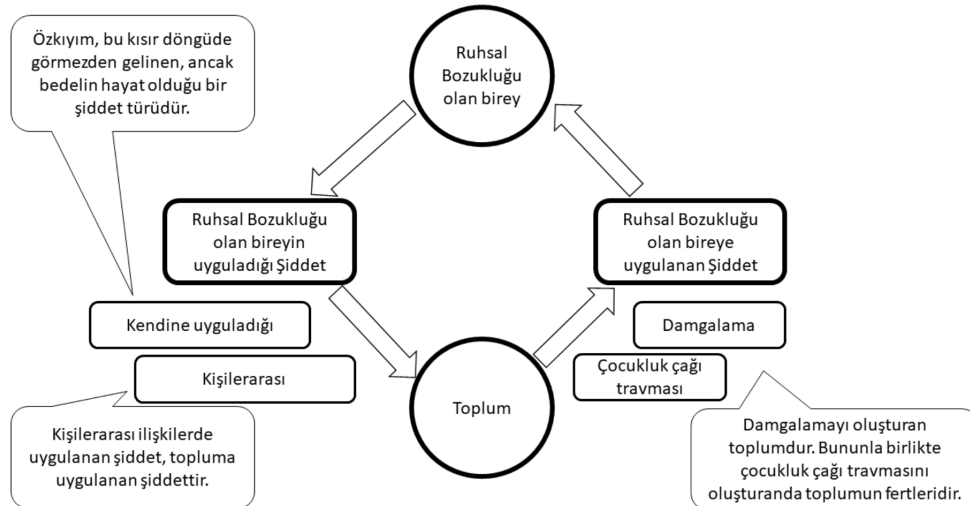 Özkıyım, bu kısır döngüde
görmezden gelinen, ancak
bedelin hayat olduğu bir
şiddet türüdür.
Ruhsal
Bozukluğu
olan birey
Ruhsal Bozukluğu
olan bireyin
uyguladığı Şiddet
Ruhsal Bozukluğu
olan bireye
uygulanan Şiddet
Kendine uyguladığı
Kişilerarası
Damgalama
Çocukluk çağı
travması
Toplum
Kişilerarası ilişkilerde
uygulanan şiddet, topluma
uygulanan şiddettir.
Damgalamayı oluşturan
toplumdur. Bununla birlikte
çocukluk çağı travmasını
oluşturanda toplumun fertleridir.